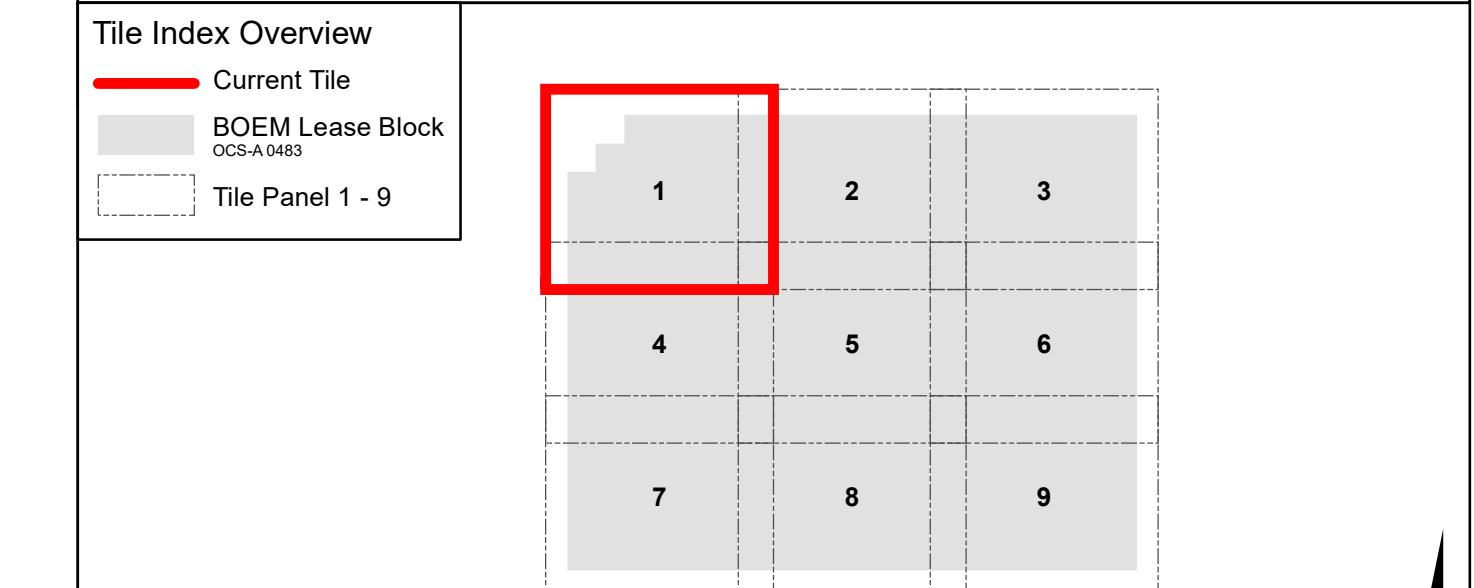 Tile Index Overview
Current Tile
BOEM Lease Block
OCS-A 0483
Tile Panel 1 - 9
1 2 3
4 5 6
7 8 9